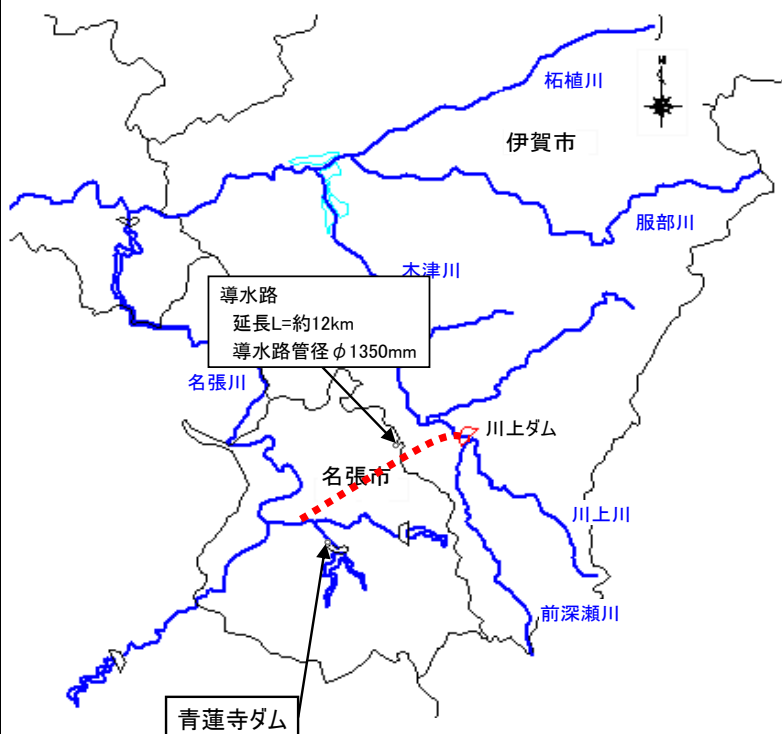 柘植川
N
伊賀市
服部川
木津川
導水路
延長L=約12km
導水路管径φ1350mm
名張川
川上ダム
名張市
川上川
前深瀬川
青蓮寺ダム